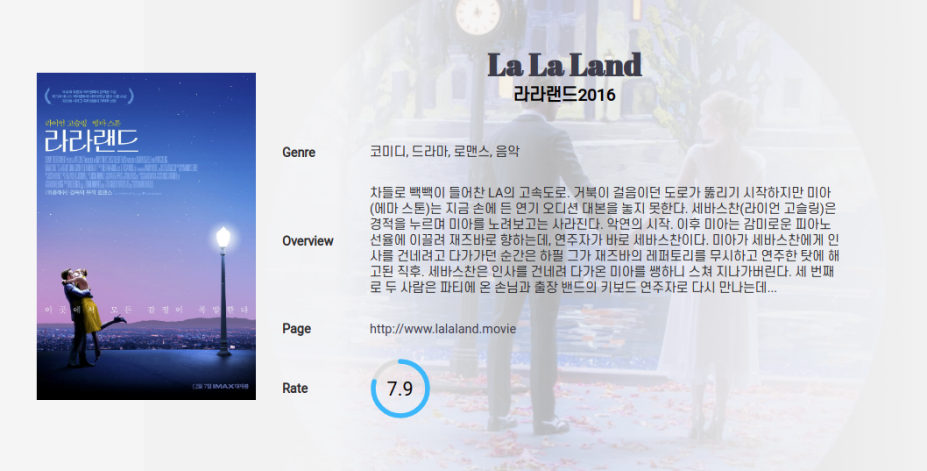 La La Land
라라랜드2016
라이언 고슬링 엠마 스톤
라라랜드
이 곳 에 서 모 든 감 정 이 폭 발 한 다
IMAX
Genre
코미디, 드라마, 로맨스, 음악
Overview
차들로 빽빽이 들어찬 LA의 고속도로. 거북이 걸음이던 도로가 뚫리기 시작하지만 미아
(에마 스톤)는 지금 손에 든 연기 오디션 대본을 놓지 못한다. 세바스찬(라이언 고슬링)은
경적을 누르며 미아를 노려보고는 사라진다. 악연의 시작. 이후 미아는 감미로운 피아노
선율에 이끌려 재즈바로 향하는데, 연주자가 바로 세바스찬이다. 미아가 세바스찬에게 인
사를 건네려고 다가가던 순간은 하필 그가 재즈바의 레퍼토리를 무시하고 연주한 탓에 해
고된 직후. 세바스찬은 인사를 건네려 다가온 미아를 쌩하니 스쳐 지나가버린다. 세 번째
로 두 사람은 파티에 온 손님과 출장 밴드의 키보드 연주자로 다시 만나는데...
Page
http://www.lalaland.movie
Rate
7.9